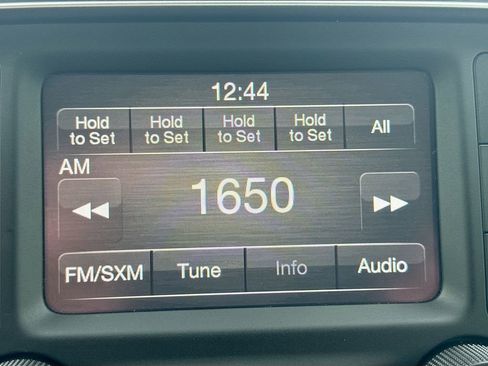 12:44
Hold to Set
Hold to Set
Hold to Set
Hold to Set
All
AM
1650
FM/SXM
Tune
Info
Audio